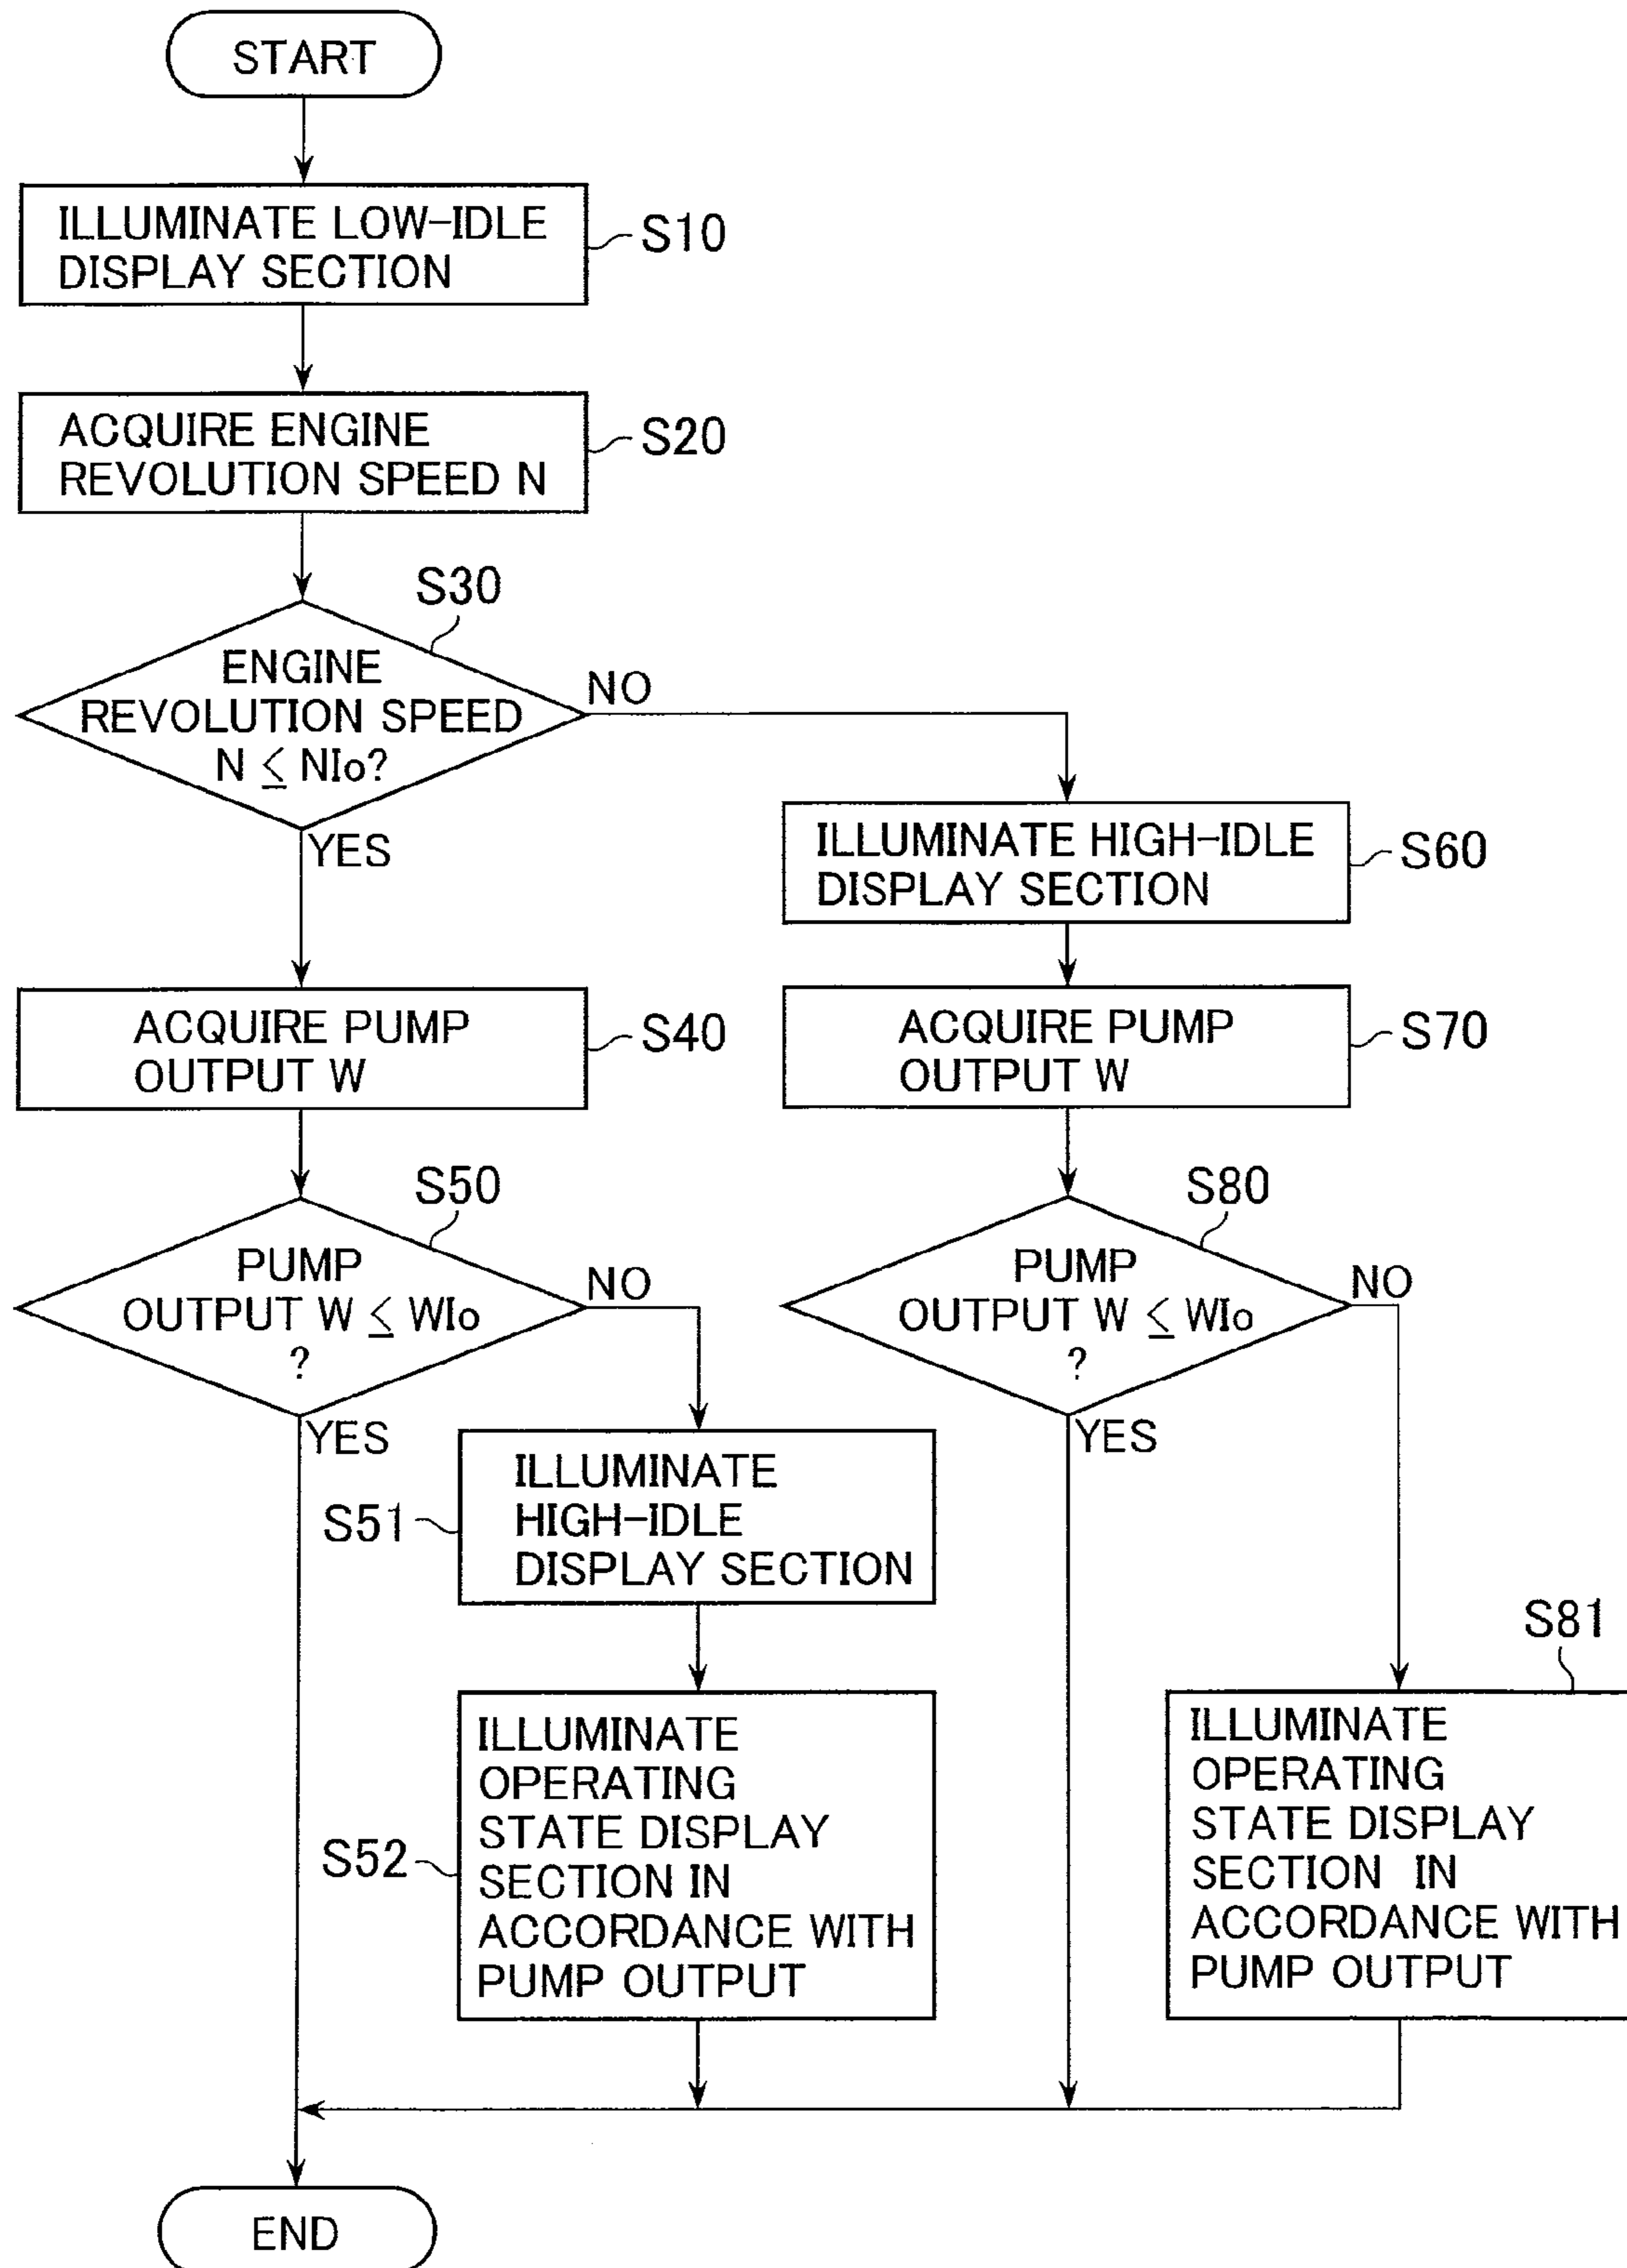 START
ILLUMINATE LOW-IDLE
DISPLAY SECTION
S10
ACQUIRE ENGINE
REVOLUTION SPEED N
S20
S30
ENGINE
REVOLUTION SPEED
N ≤ NIo?
NO
YES
ILLUMINATE HIGH-IDLE
DISPLAY SECTION
S60
ACQUIRE PUMP
OUTPUT W
S40
ACQUIRE PUMP
OUTPUT W
S70
S50
PUMP
OUTPUT W ≤ WIo
?
NO
YES
S80
PUMP
OUTPUT W ≤ WIo
?
NO
YES
S51
ILLUMINATE
HIGH-IDLE
DISPLAY SECTION
S52
ILLUMINATE
OPERATING
STATE DISPLAY
SECTION IN
ACCORDANCE WITH
PUMP OUTPUT
S81
ILLUMINATE
OPERATING
STATE DISPLAY
SECTION IN
ACCORDANCE WITH
PUMP OUTPUT
END